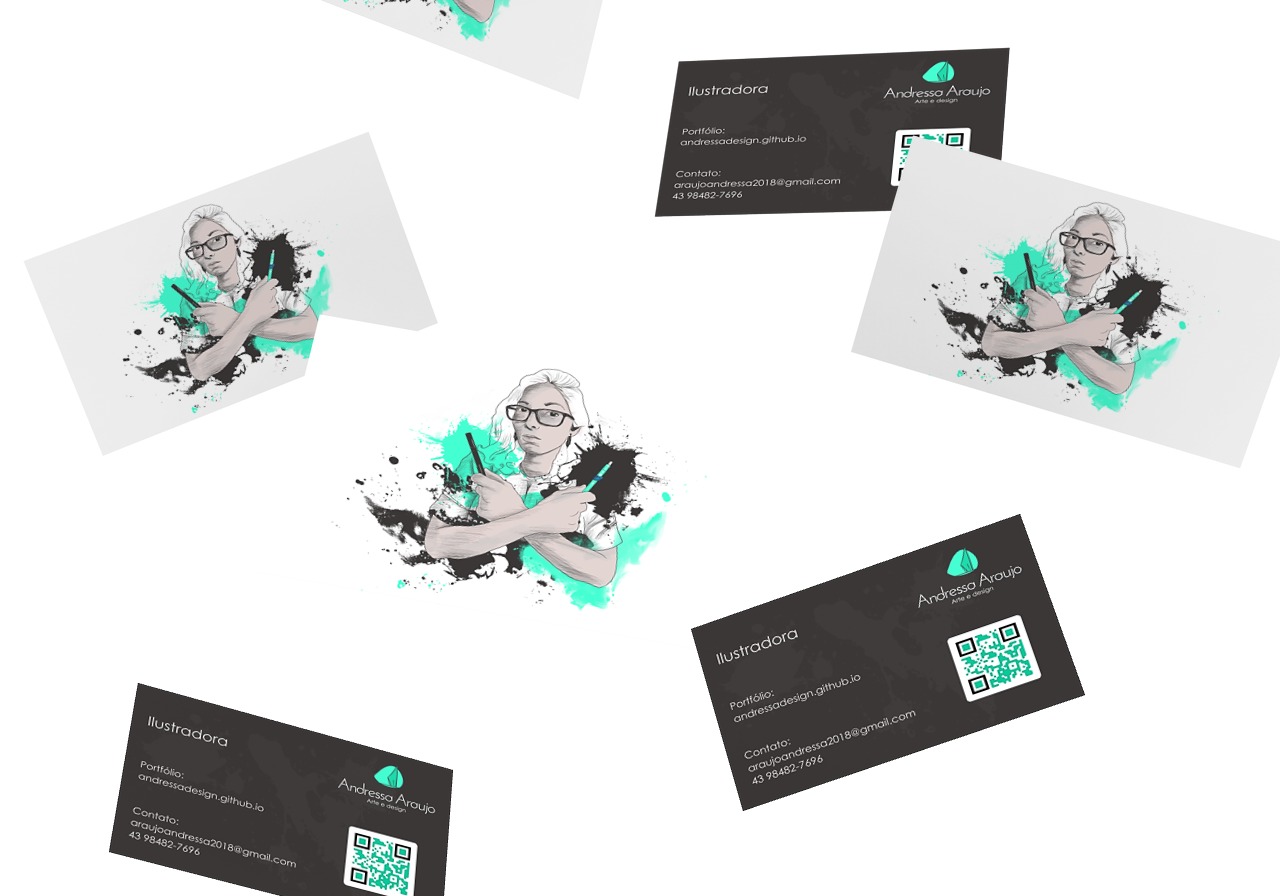 Ilustradora
Andressa Araujo
Arte e design
Portfólio:
andressadesign.github.io
Contato:
araujoandressa2018@gmail.com
43 98482-7696
Ilustradora
Andressa Araujo
Arte e design
Portfólio:
andressadesign.github.io
Contato:
araujoandressa2018@gmail.com
43 98482-7696
Ilustradora
Andressa Araujo
Arte e design
Portfólio:
andressadesign.github.io
Contato:
araujoandressa2018@gmail.com
43 98482-7696